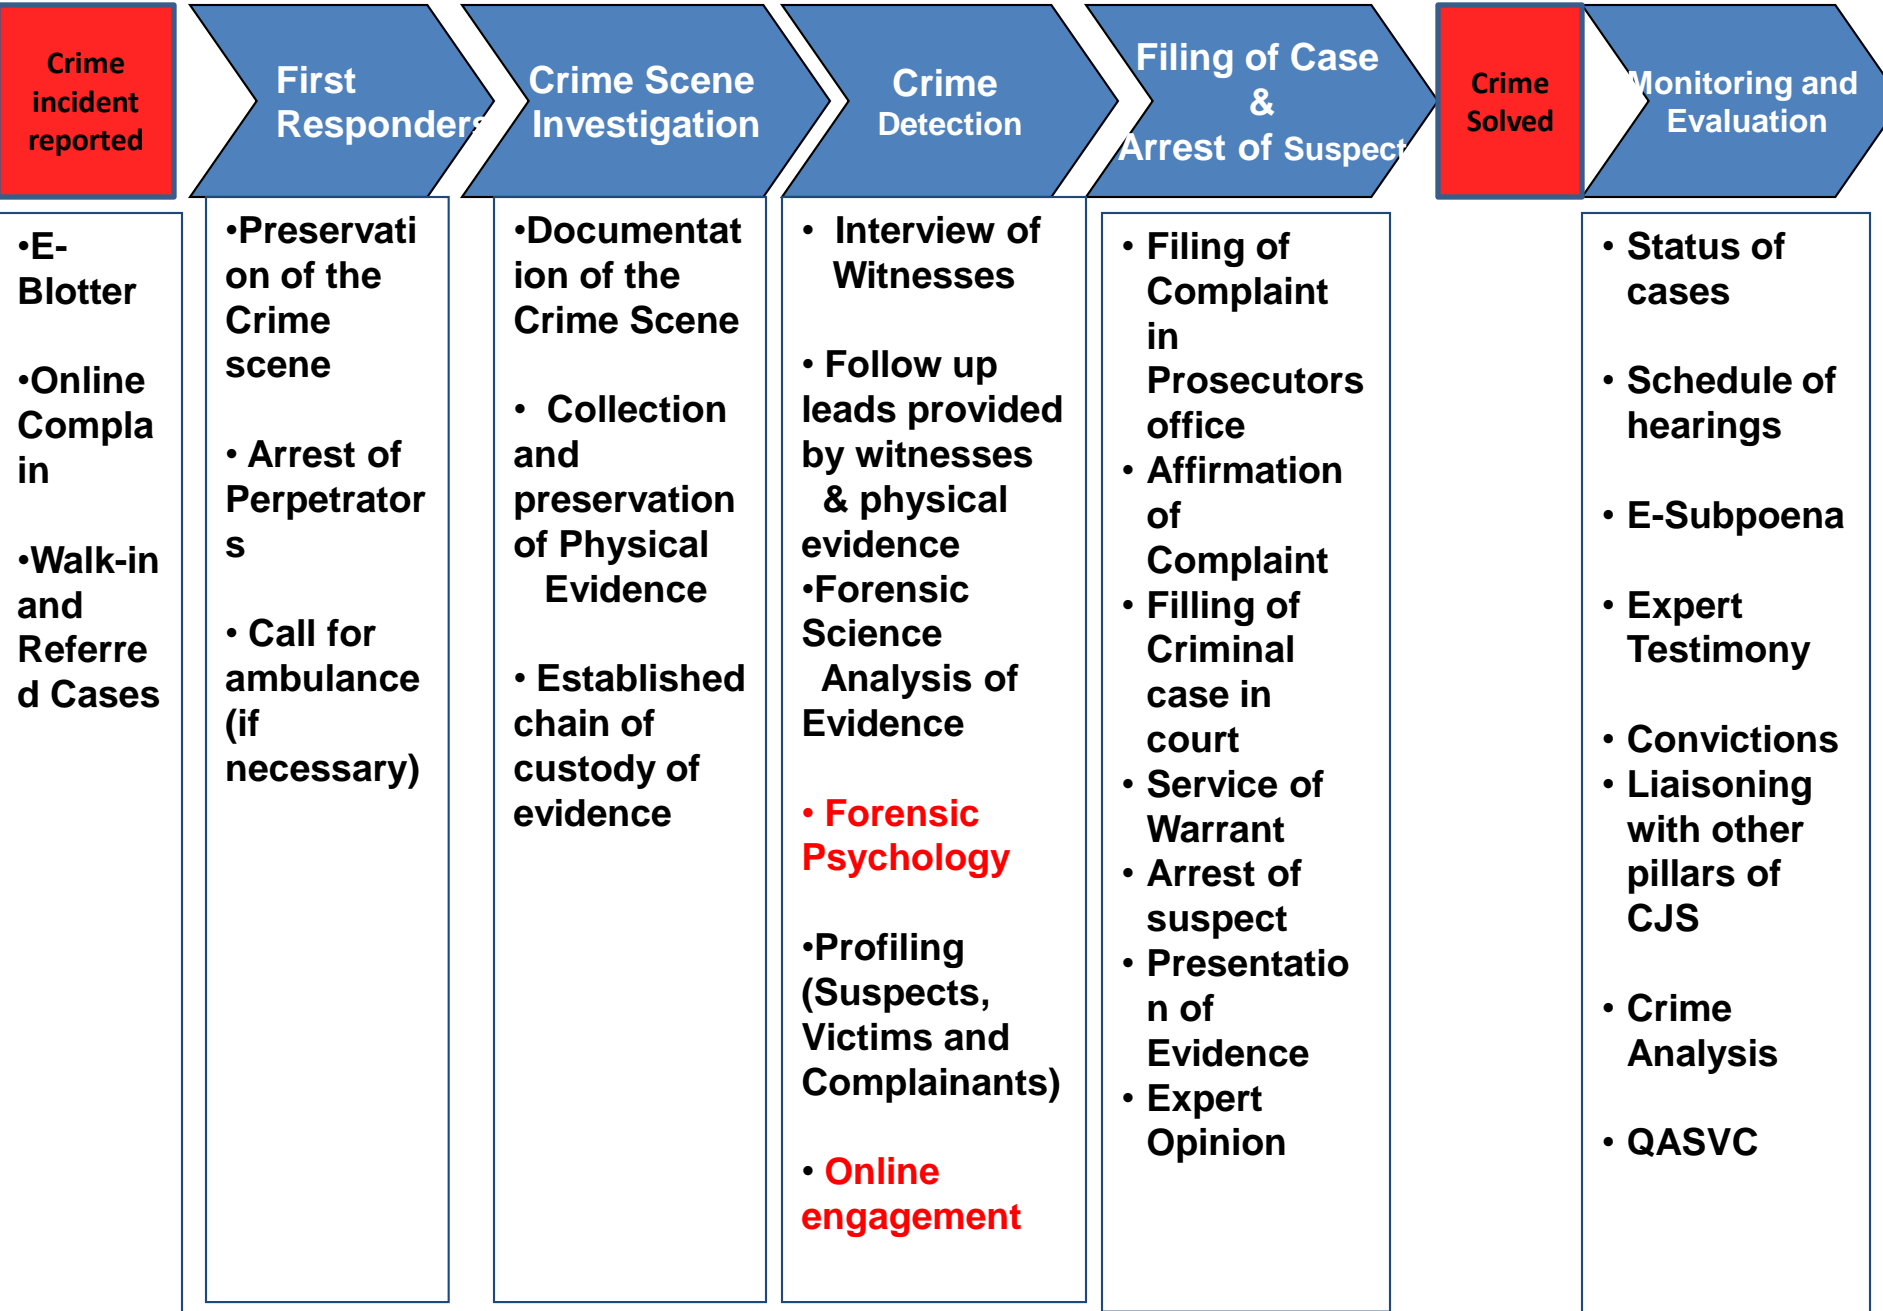 Crime
incident
reported
First
Responders
Crime Scene
Investigation
Crime
Detection
Filing of Case
&
Arrest of Suspect
Crime
Solved
Monitoring and
Evaluation
•E-
Blotter
•Online
Compla
in
•Walk-in
and
Referre
d Cases
•Preservati
on of the
Crime
scene
• Arrest of
Perpetrator
s
• Call for
ambulance
(if
necessary)
•Documentat
ion of the
Crime Scene
• Collection
and
preservation
of Physical
Evidence
• Established
chain of
custody of
evidence
• Interview of
Witnesses
• Follow up
leads provided
by witnesses
& physical
evidence
•Forensic
Science
Analysis of
Evidence
• Forensic
Psychology
•Profiling
(Suspects,
Victims and
Complainants)
• Online
engagement
• Filing of
Complaint
in
Prosecutors
office
• Affirmation
of
Complaint
• Filling of
Criminal
case in
court
• Service of
Warrant
• Arrest of
suspect
• Presentatio
n of
Evidence
• Expert
Opinion
• Status of
cases
• Schedule of
hearings
• E-Subpoena
• Expert
Testimony
• Convictions
• Liaisoning
with other
pillars of
CJS
• Crime
Analysis
• QASVC